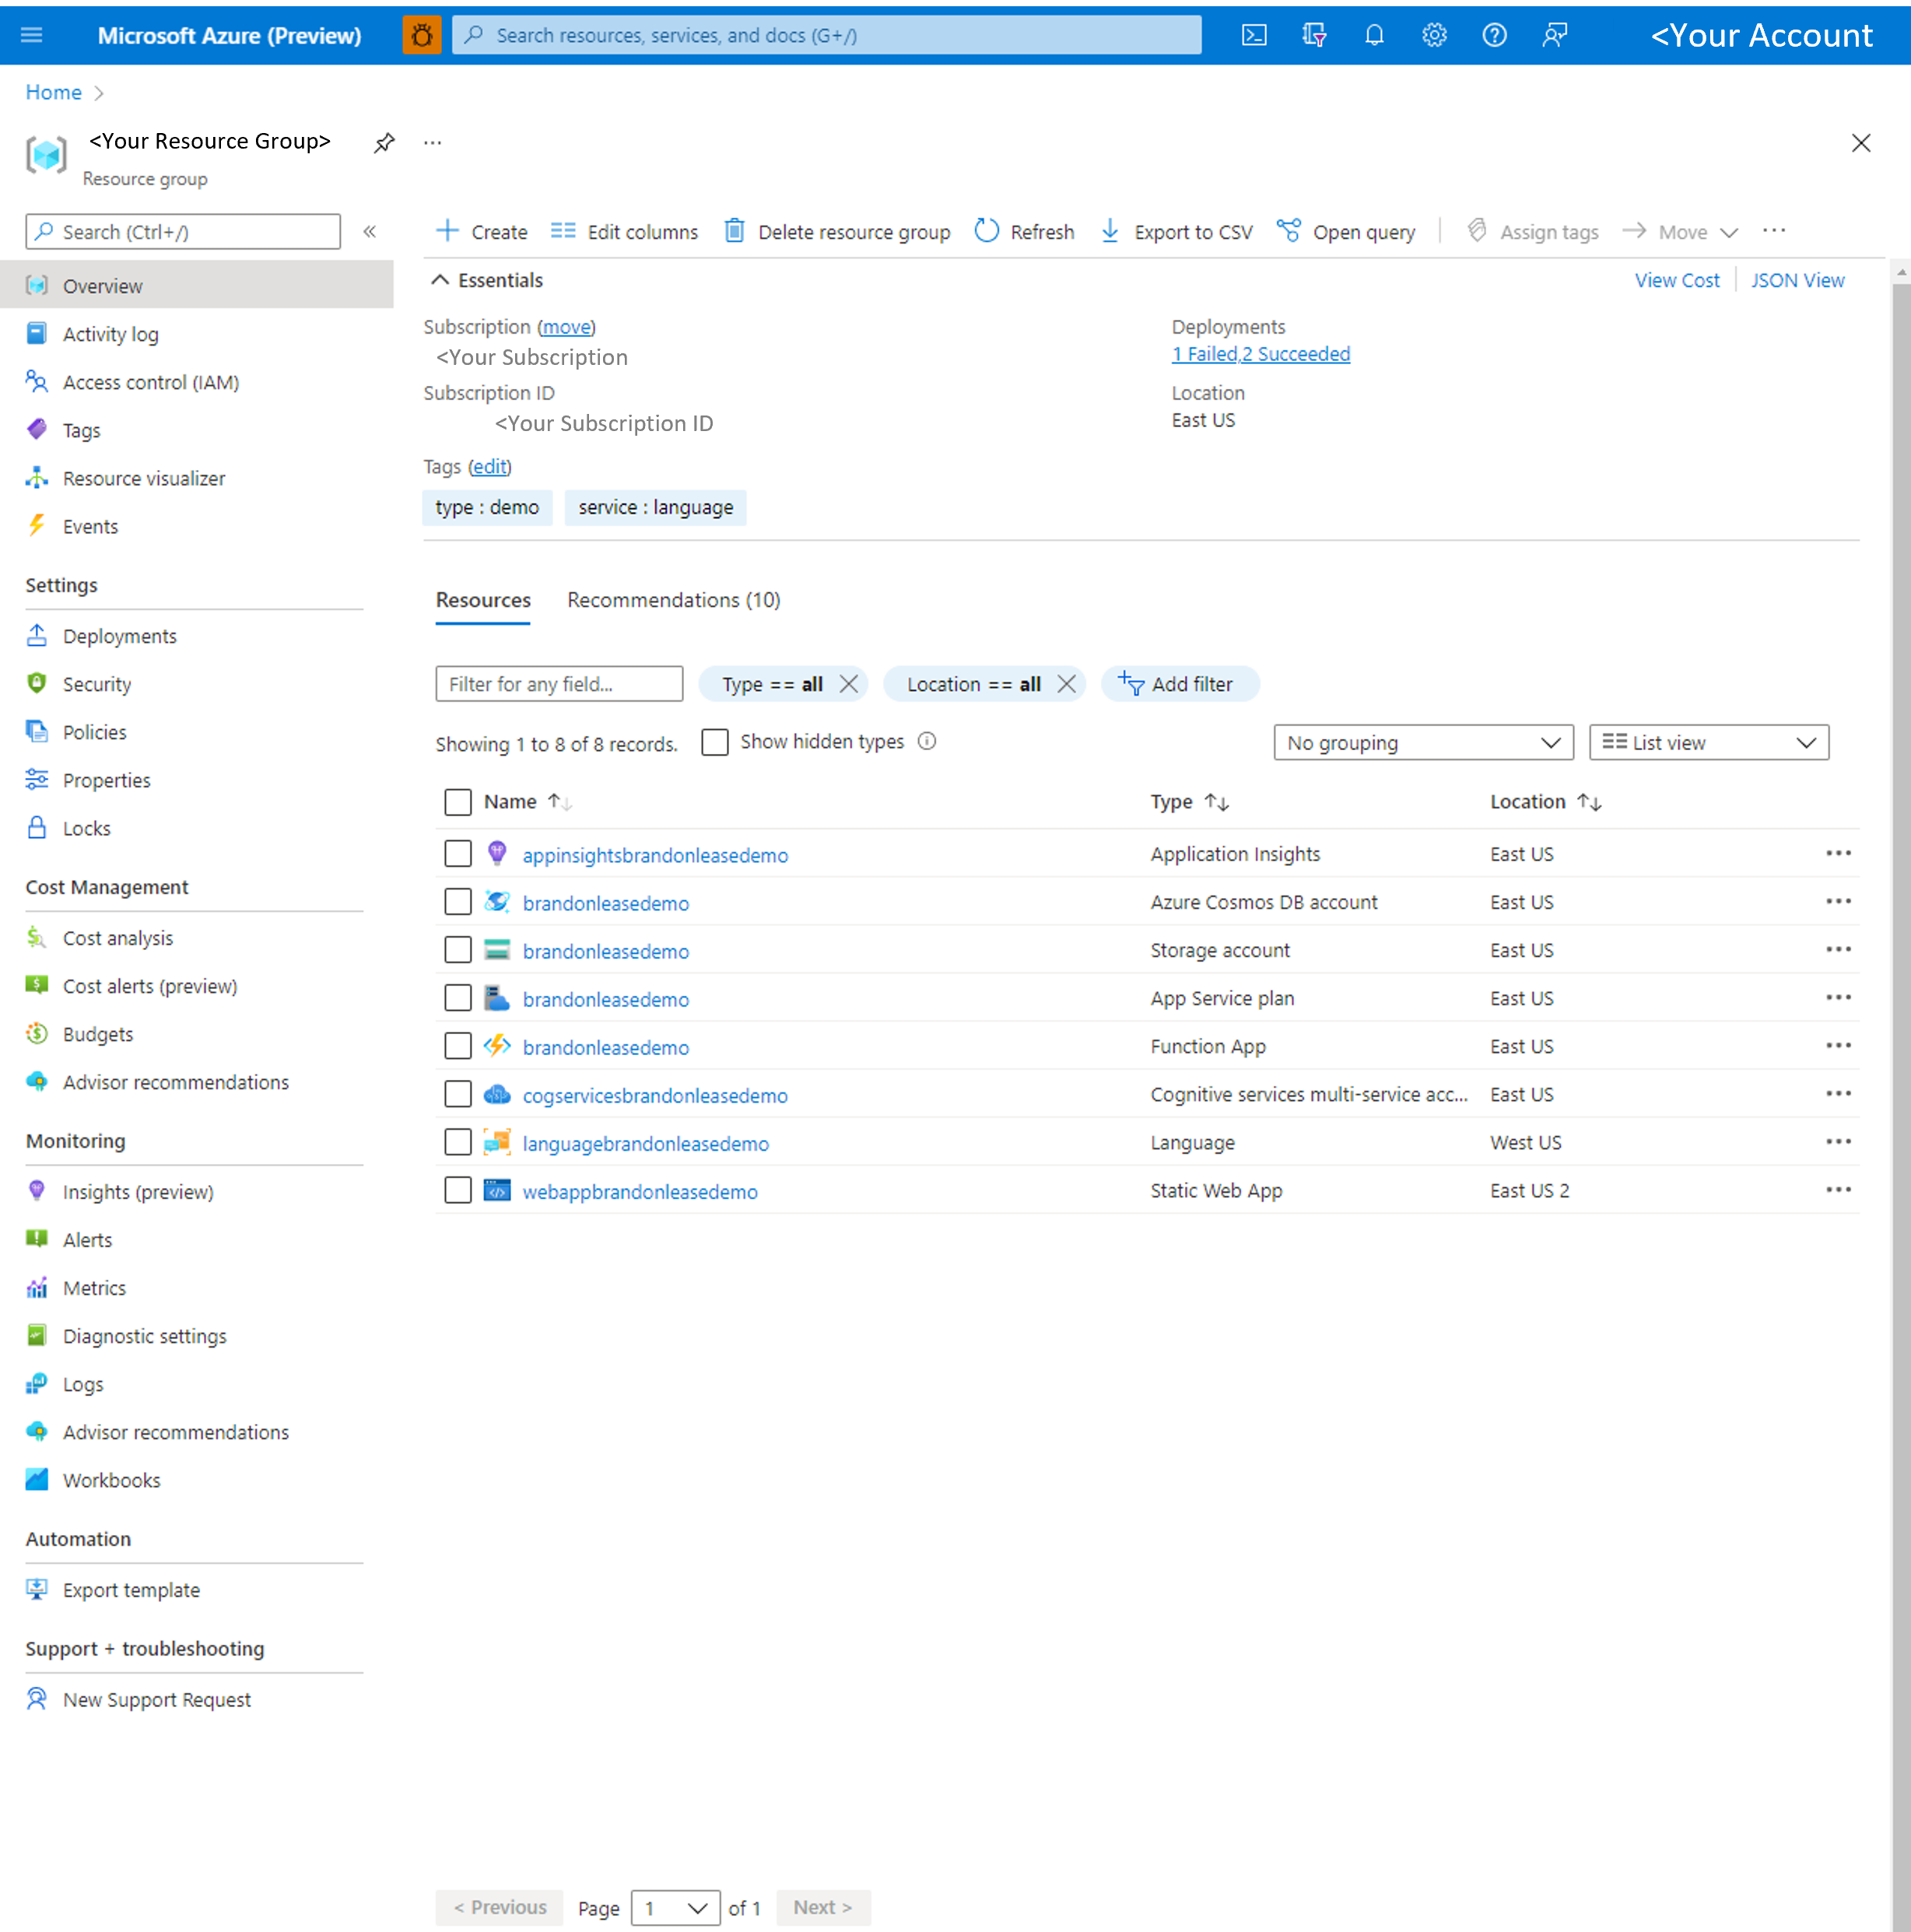 Microsoft Azure (Preview)
Search resources, services, and docs (G+/)
<Your Account
Home
<Your Resource Group>
Resource group
Search (Ctrl+/)
Overview
Activity log
Access control (IAM)
Tags
Resource visualizer
Events
Settings
Deployments
Security
Policies
Properties
Locks
Cost Management
Cost analysis
Cost alerts (preview)
Budgets
Advisor recommendations
Monitoring
Insights (preview)
Alerts
Metrics
Diagnostic settings
Logs
Advisor recommendations
Workbooks
Automation
Export template
Support + troubleshooting
New Support Request
Create Edit columns Delete resource group Refresh Export to CSV Open query Assign tags Move
Essentials
View Cost JSON View
Subscription (move)
<Your Subscription
Subscription ID
<Your Subscription ID
Deployments
1 Failed,2 Succeeded
Location
East US
Tags (edit)
type : demo service : language
Resources Recommendations (10)
Filter for any field... Type == all Location == all Add filter
Showing 1 to 8 of 8 records. Show hidden types No grouping List view
Name Type Location
appinsightsbrandonleasedemo Application Insights East US
brandonleasedemo Azure Cosmos DB account East US
brandonleasedemo Storage account East US
brandonleasedemo App Service plan East US
brandonleasedemo Function App East US
cogservicesbrandonleasedemo Cognitive services multi-service acc... East US
languagebrandonleasedemo Language West US
webappbrandonleasedemo Static Web App East US 2
< Previous Page 1 of 1 Next >